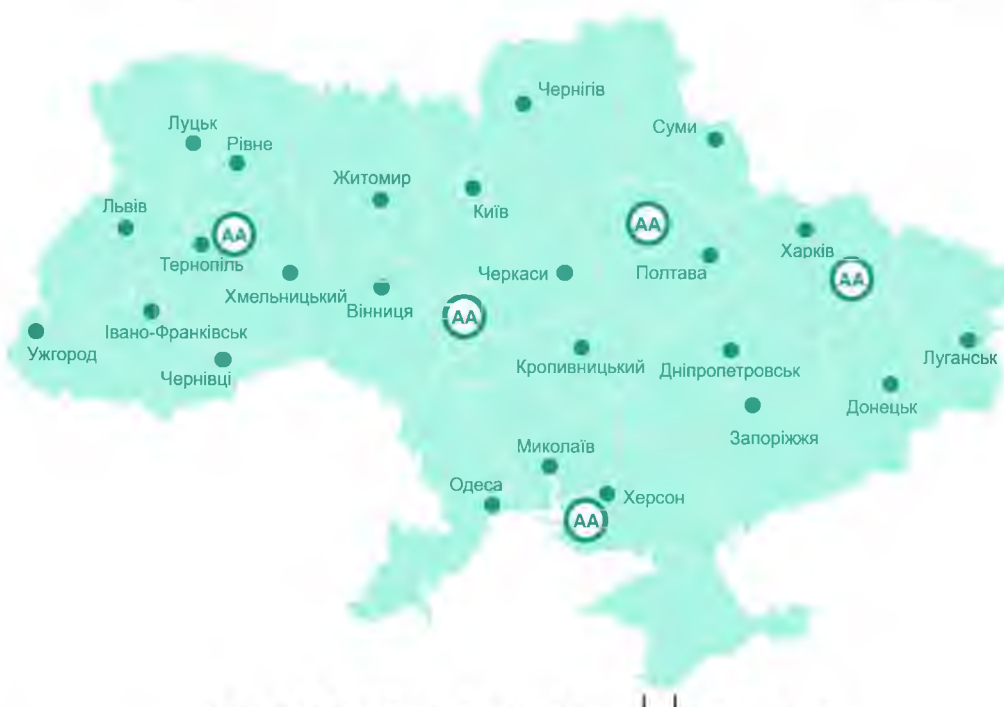 Чернігів
Луцьк
Суми
Рівне
Житомир
Львів
Київ
АА
АА
Харків
Тернопіль
Черкаси
Полтава
АА
Хмельницький
Вінниця
АА
Івано-Франківськ
Ужгород
Луганськ
Кропивницький
Дніпропетровськ
Чернівці
Донецьк
Запоріжжя
Миколаїв
Одеса
Херсон
АА